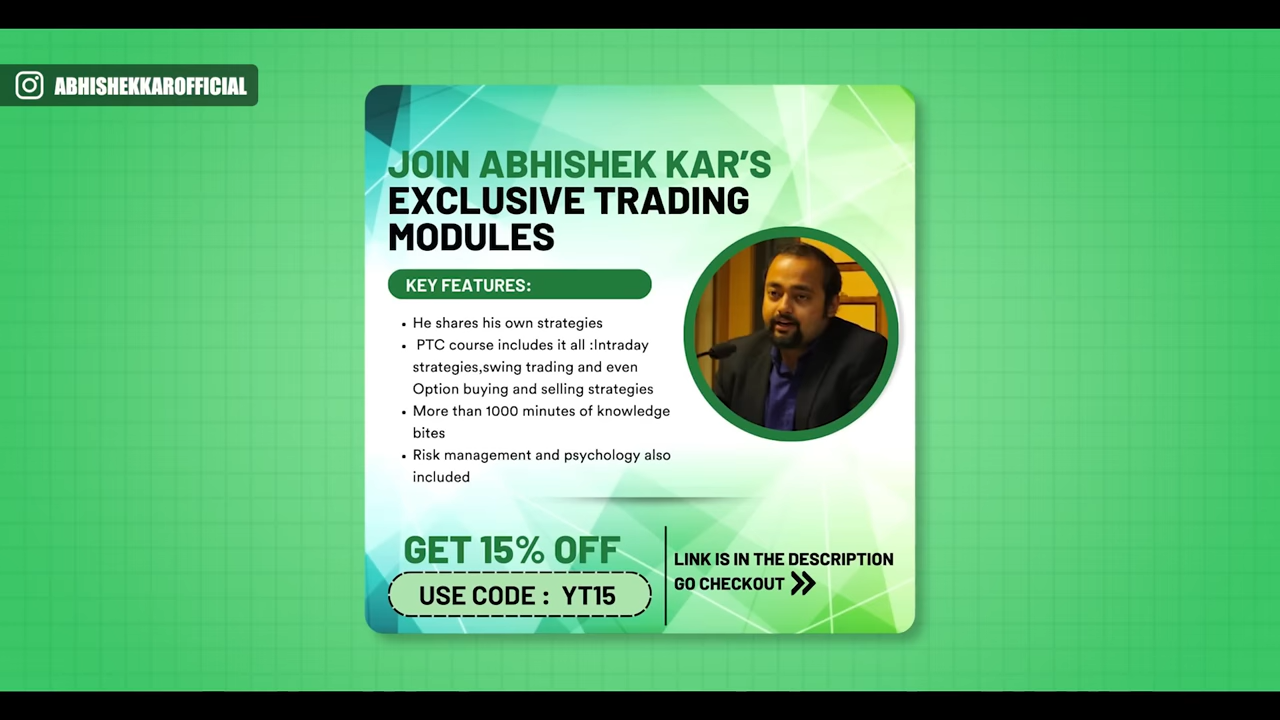 ABHISHEKKAROFFICIAL
JOIN ABHISHEK KAR'S
EXCLUSIVE TRADING
MODULES
KEY FEATURES:
• He shares his own strategies
• PTC course includes it all :Intraday
strategies,swing trading and even
Option buying and selling strategies
• More than 1000 minutes of knowledge
bites
• Risk management and psychology also
included
GET 15% OFF
USE CODE : YT15
LINK IS IN THE DESCRIPTION
GO CHECKOUT